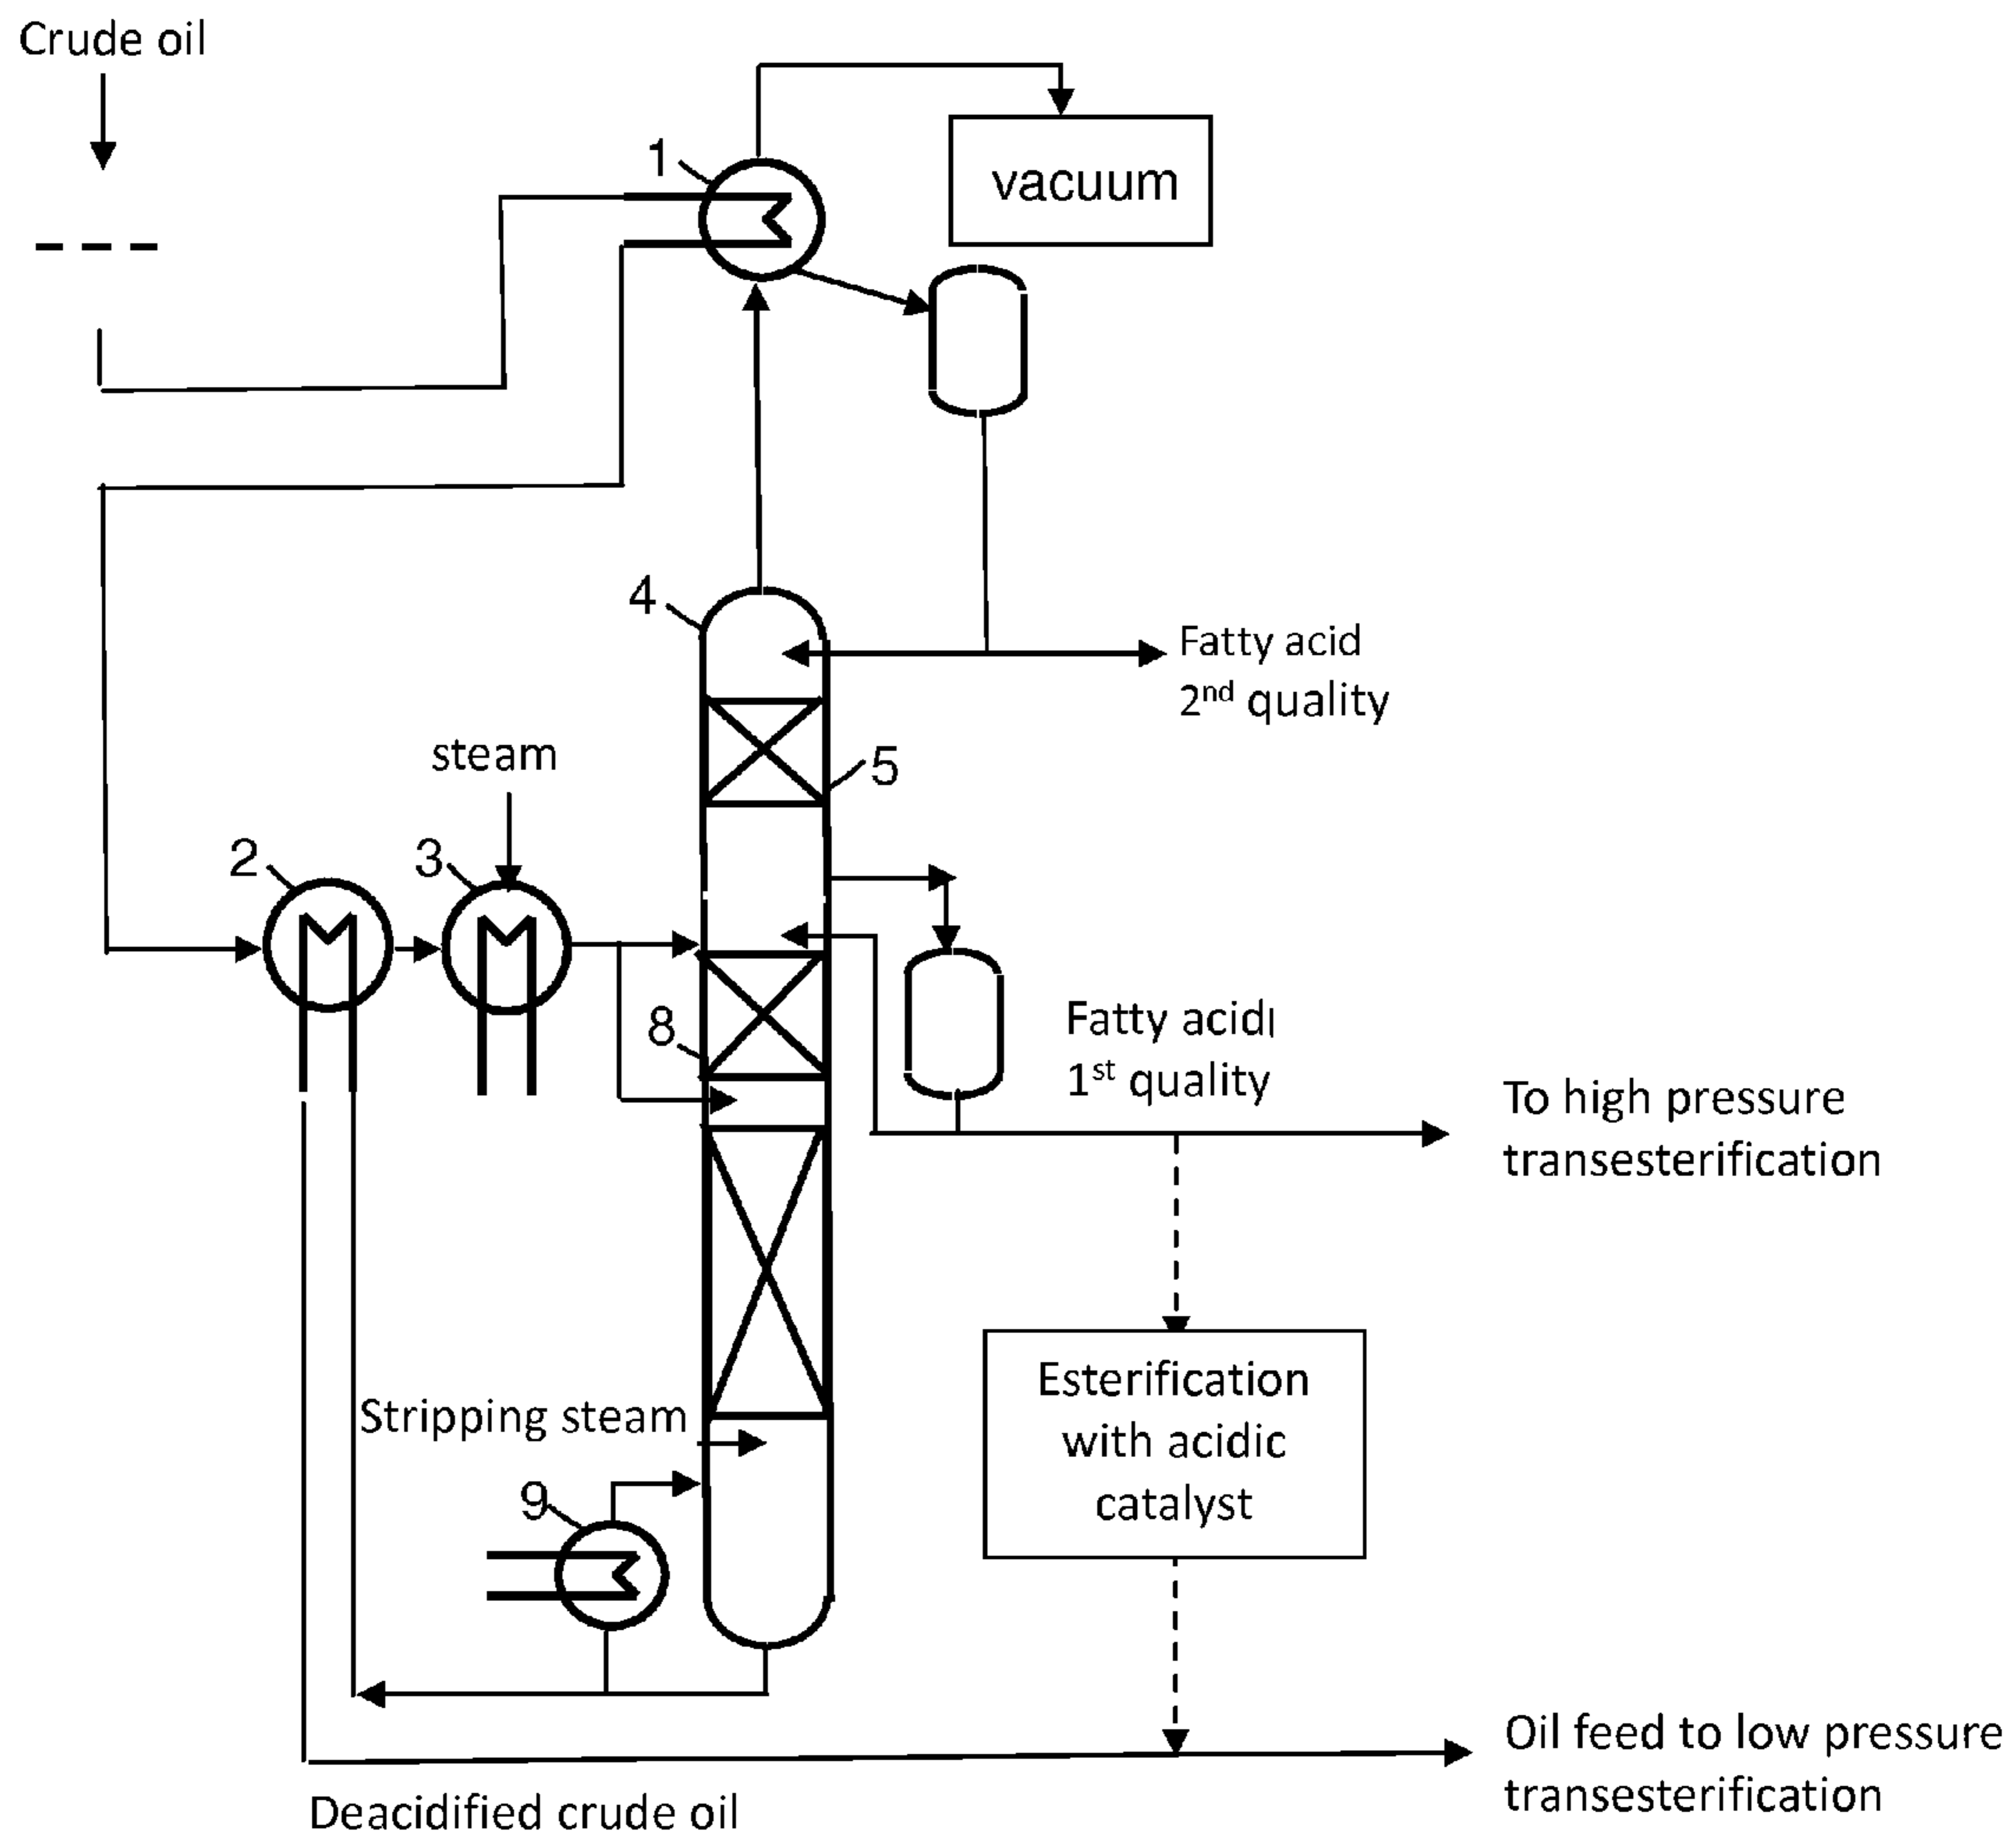 Crude oil
1
vacuum
4
Fatty acid
2nd quality
steam
5
2
3
8
Fatty acid
1st quality
To high pressure
transesterification
Stripping steam
Esterification
with acidic
catalyst
9
Oil feed to low pressure
transesterification
Deacidified crude oil